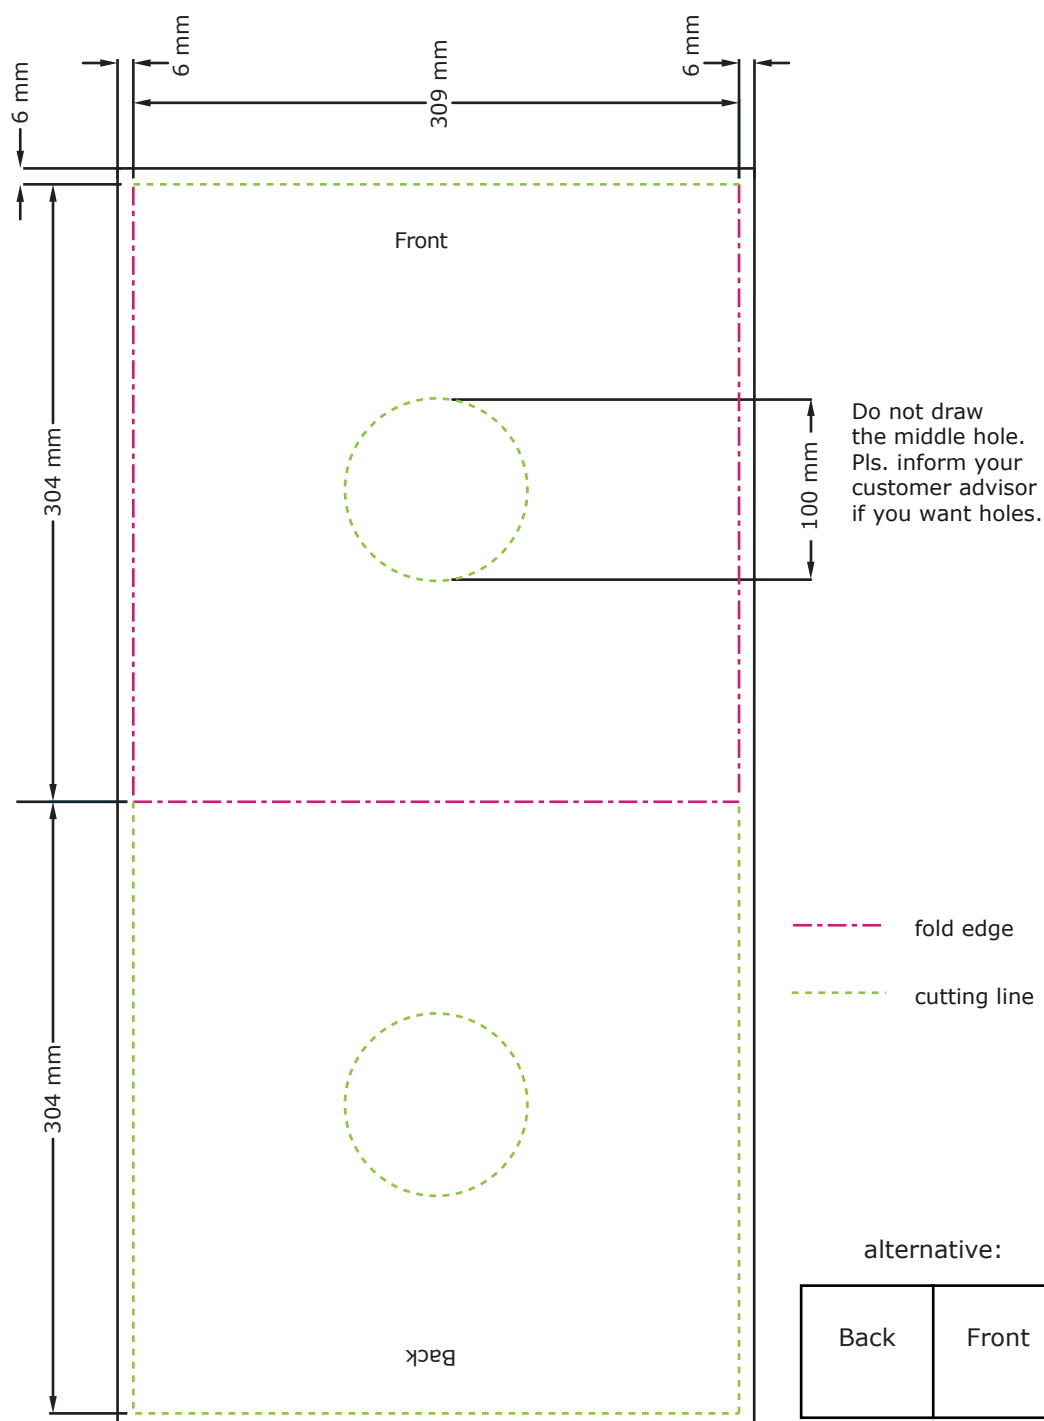 6 mm
6 mm
309 mm
6 mm
Front
304 mm
100 mm
Do not draw
the middle hole.
Pls. inform your
customer advisor
if you want holes.
fold edge
cutting line
304 mm
alternative:
Back
Front
Back